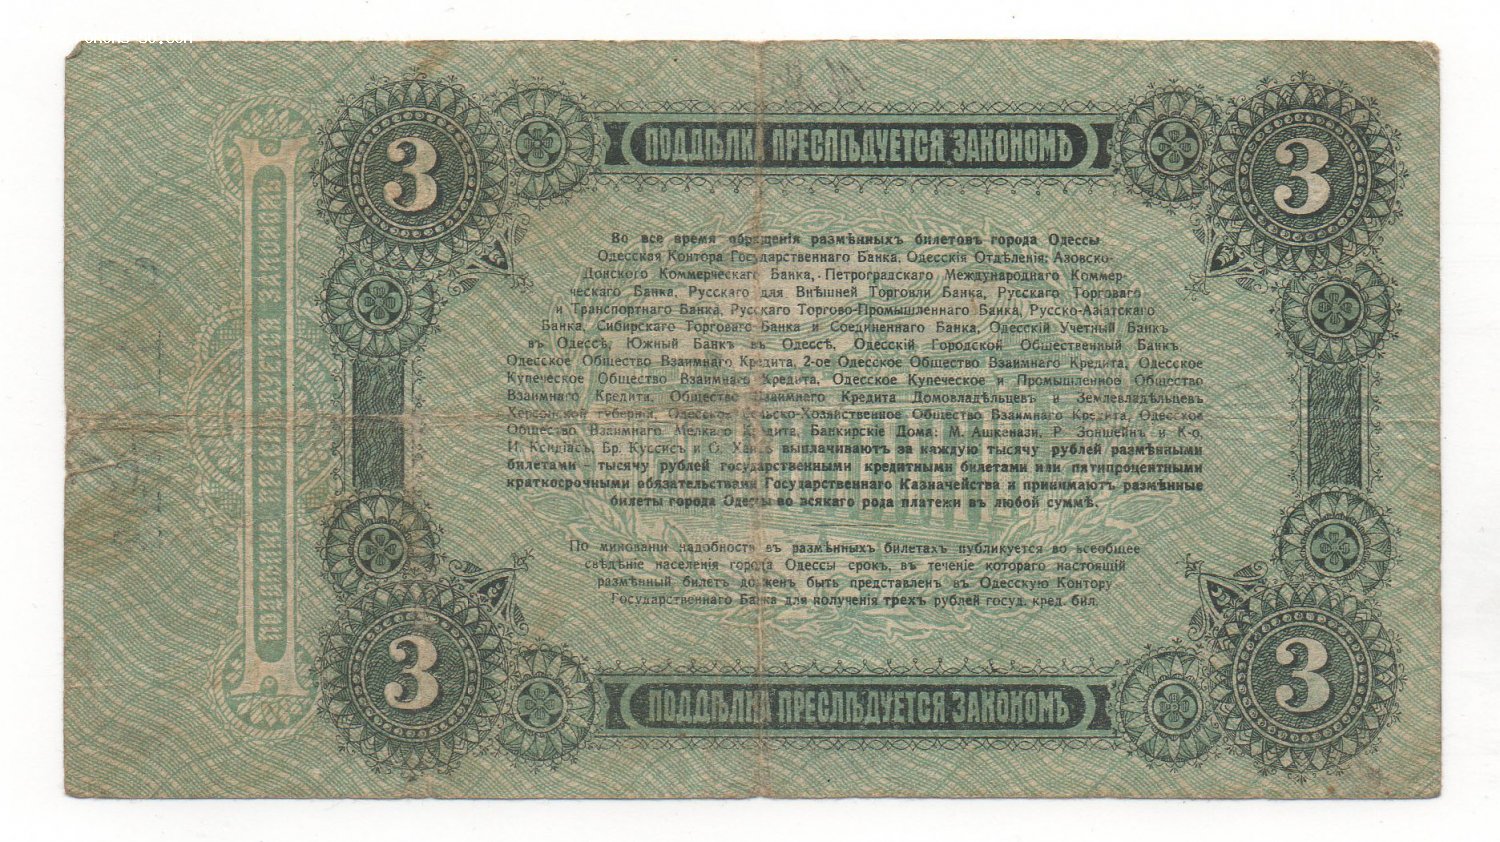 3
ПОДДѢЛКА ПРЕСЛѢДУЕТСЯ ЗАКОНОМЪ
3
Во все время обращенія размѣнныхъ билетовъ города Одессы
Одесская Контора Государственнаго Банка, Одесскія Отдѣленія: Азовско-
Донского Коммерческаго Банка, Петроградскаго Международнаго Коммер-
ческаго Банка, Русскаго для Внѣшней Торговли Банка, Русскаго Торговаго
и Транспортнаго Банка, Русскаго Торгово-Промышленнаго Банка, Русско-Азіатскаго
Банка, Сибирскаго Торговаго Банка и Соединеннаго Банка, Одесскій Учетный Банкъ
въ Одессѣ, Южный Банкъ въ Одессѣ, Одесскій Городской Общественный Банкъ
Одесское Общество Взаимнаго Кредита, 2-ое Одесское Общество Взаимнаго Кредита, Одесское
Купеческое Общество Взаимнаго Кредита, Одесское Купеческое и Промышленное Общество
Взаимнаго Кредита, Общество Взаимнаго Кредита Домовладѣльцевъ и Землевладѣльцевъ
Херсонской губерніи, Одесское Сельско-Хозяйственное Общество Взаимнаго Кредита, Одесское
Общество Взаимнаго Мелкаго Кредита, Банкирскіе Дома: М. Ашкенази, Р. Зонщейнъ и К-о,
И. Ксидіасъ, Бр. Куссисъ и О. Хаисъ выплачиваютъ за каждую тысячу рублей размѣнными
билетами – тысячу рублей государственными кредитными билетами или пятипроцентными
краткосрочными обязательствами Государственнаго Казначейства и принимаютъ размѣнные
билеты города Одессы во всякаго рода платежи въ любой суммѣ.
По миновании надобности въ размѣнныхъ билетахъ публикуется во всеобщее
свѣдѣніе населенія города Одессы срокъ, въ теченіе котораго настоящій
размѣнный билетъ долженъ быть представленъ въ Одесскую Контору
Государственнаго Банка для полученія трехъ рублей госуд. кред. бил.
3
ПОДДѢЛКА ПРЕСЛѢДУЕТСЯ ЗАКОНОМЪ
3